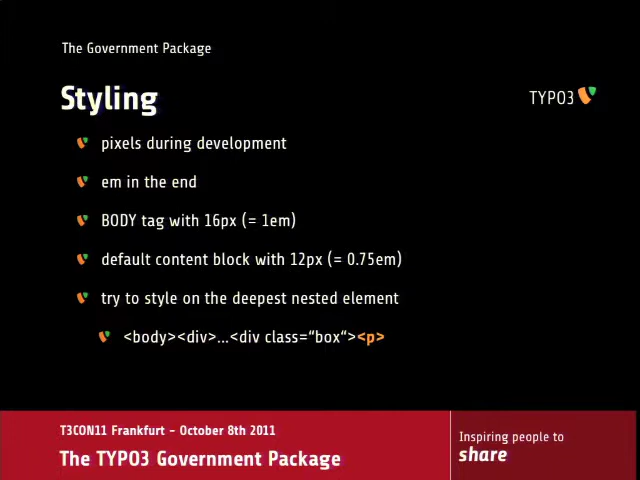 The Government Package
Styling
TYPO3
pixels during development
em in the end
BODY tag with 16px (= 1em)
default content block with 12px (= 0.75em)
try to style on the deepest nested element
<body><div>...<div class=“box“><p>
T3CON11 Frankfurt - October 8th 2011
The TYPO3 Government Package
Inspiring people to
share